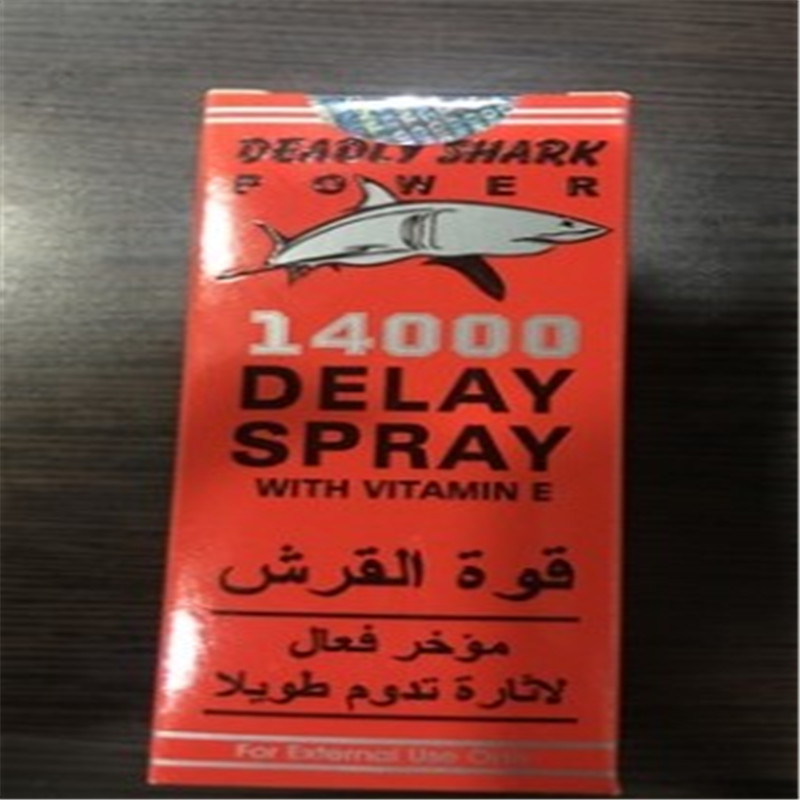 DEADLY SHARK
POWER
14000
DELAY
SPRAY
WITH VITAMIN E
قوة القرش
مؤخر فعال
لاثارة تدوم طويلا
For External Use Only